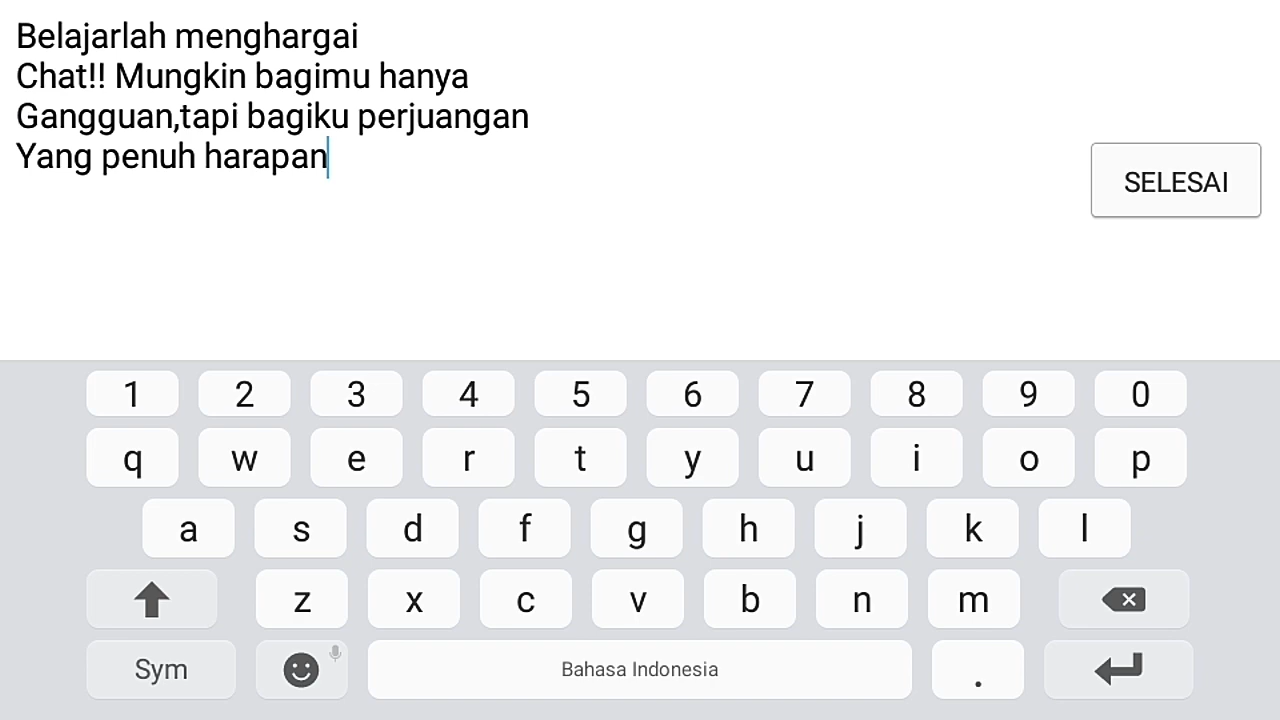 Belajarlah menghargai
Chat!! Mungkin bagimu hanya
Gangguan,tapi bagiku perjuangan
Yang penuh harapan
SELESAI
1 2 3 4 5 6 7 8 9 0
q w e r t y u i o p
a s d f g h j k l
z x c v b n m
Sym Bahasa Indonesia .